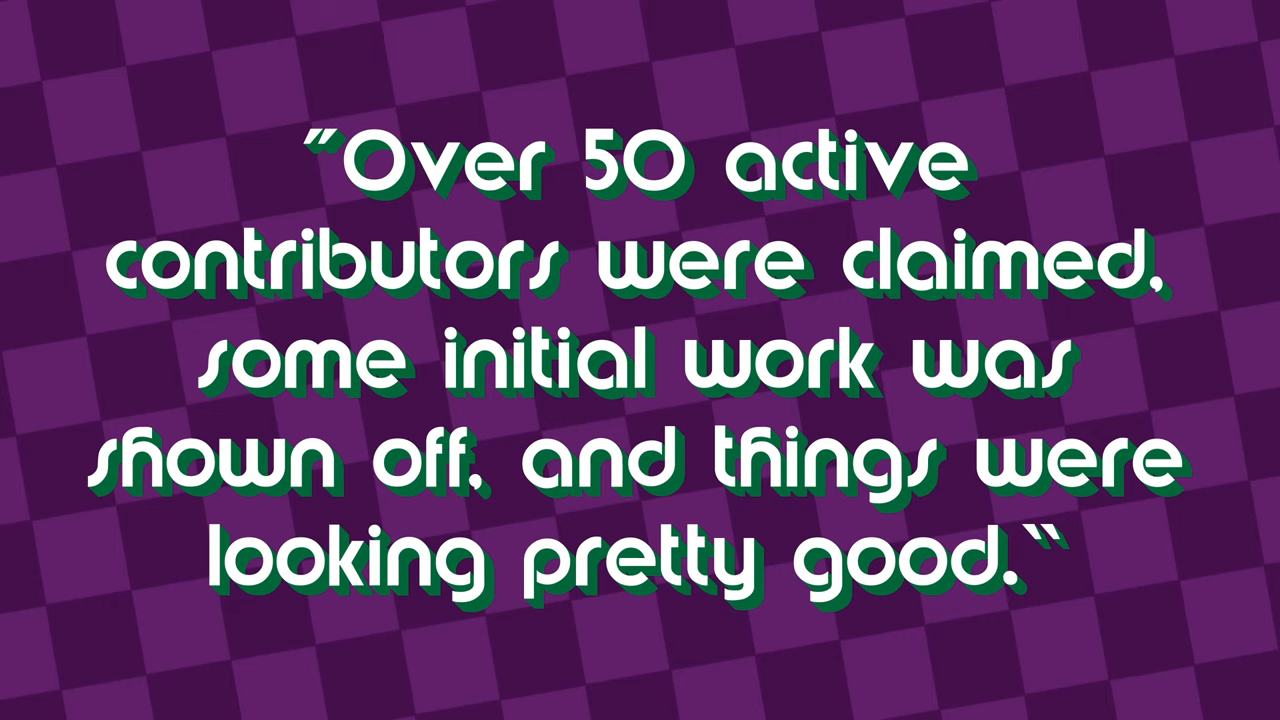 "Over 50 active
contributors were claimed,
some initial work was
shown off, and things were
looking pretty good."